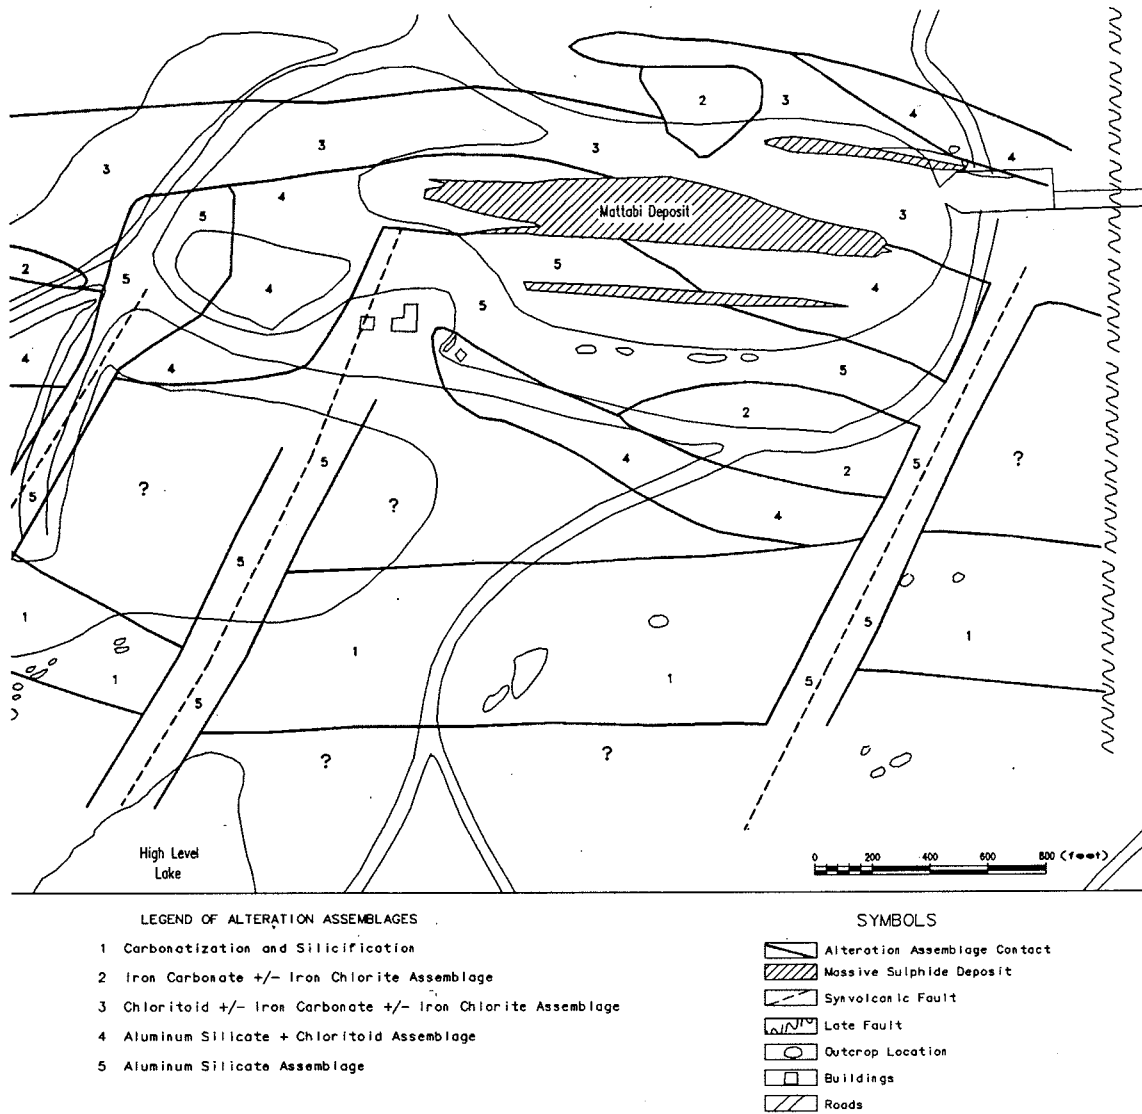 2
3
4
3
3
4
3
4
5
Mattabi Deposit
3
2
5
5
4
4
5
5
4
4
5
2
4
5
2
?
5
?
?
5
4
5
5
1
1
1
1
1
5
5
?
?
High Level
Lake
0 200 400 600 800 (feet)
LEGEND OF ALTERATION ASSEMBLAGES
1 Carbonatization and Silicification
2 Iron Carbonate +/- Iron Chlorite Assemblage
3 Chloritoid +/- Iron Carbonate +/- Iron Chlorite Assemblage
4 Aluminum Silicate + Chloritoid Assemblage
5 Aluminum Silicate Assemblage
SYMBOLS
Alteration Assemblage Contact
Massive Sulphide Deposit
Synvolcanic Fault
Late Fault
Outcrop Location
Buildings
Roads